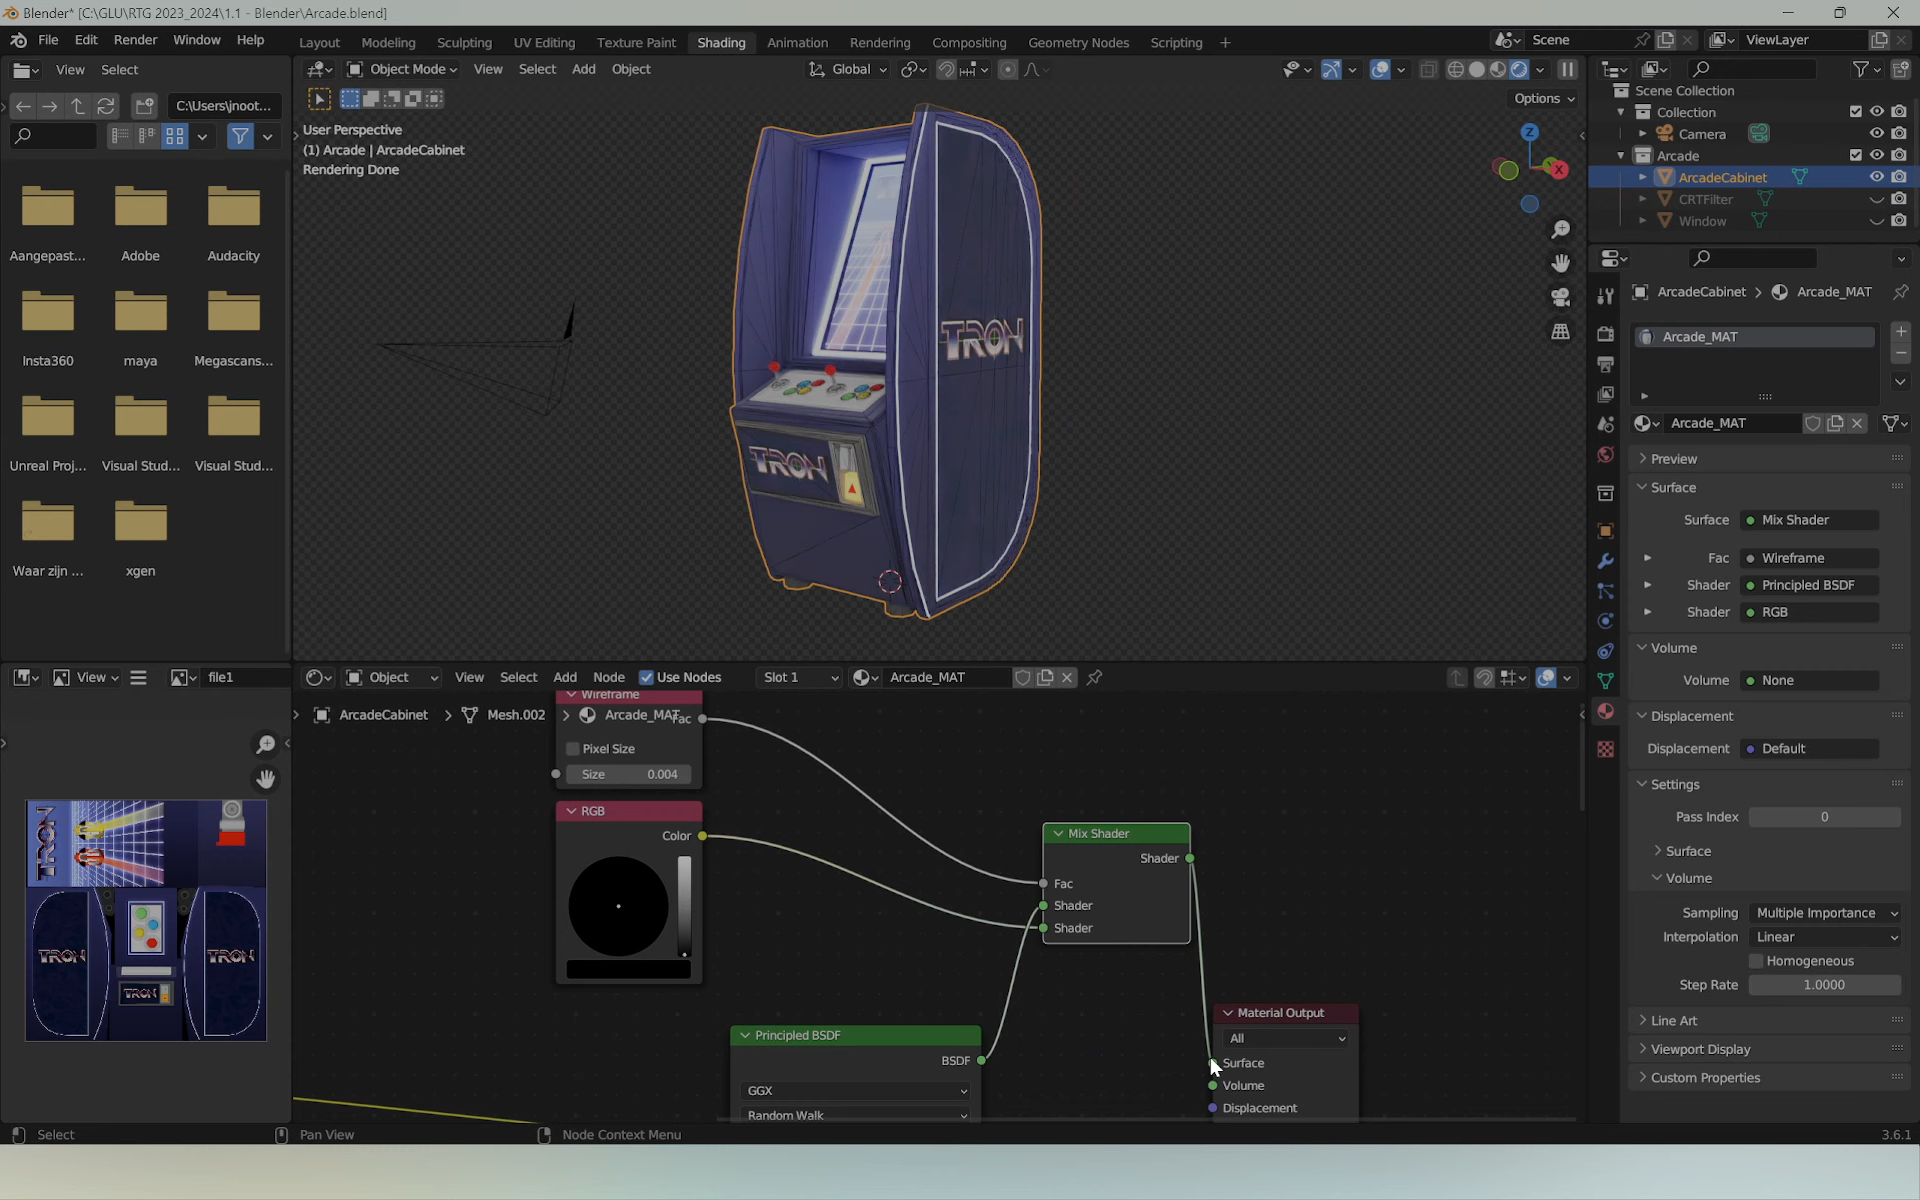 Blender* [C:\GLU\RTG 2023_2024\1.1 - Blender\Arcade.blend]
File Edit Render Window Help
Layout Modeling Sculpting UV Editing Texture Paint Shading Animation Rendering Compositing Geometry Nodes Scripting +
Scene
ViewLayer
View Select
C:\Users\jnoot...
Aangepast... Adobe Audacity
Insta360 maya Megascans...
Unreal Proj... Visual Stud... Visual Stud...
Waar zijn ... xgen
Object Mode View Select Add Object
Global
Options
User Perspective
(1) Arcade | ArcadeCabinet
Rendering Done
Z
X
TRON
TRON
Scene Collection
Collection
Camera
Arcade
ArcadeCabinet
CRTFilter
Window
ArcadeCabinet > Arcade_MAT
Arcade_MAT
Arcade_MAT
Preview
Surface
Surface Mix Shader
Fac Wireframe
Shader Principled BSDF
Shader RGB
Volume
Volume None
Displacement
Displacement Default
Settings
Pass Index 0
Surface
Volume
Sampling Multiple Importance
Interpolation Linear
Homogeneous
Step Rate 1.0000
Line Art
Viewport Display
Custom Properties
View
file1
TRON
TRON
TRON
TRON
Object View Select Add Node Use Nodes Slot 1 Arcade_MAT
ArcadeCabinet > Mesh.002 > Arcade_MAT
Wireframe
Fac
Pixel Size
Size 0.004
RGB
Color
Mix Shader
Shader
Fac
Shader
Shader
Principled BSDF
BSDF
GGX
Random Walk
Material Output
All
Surface
Volume
Displacement
Select Pan View Node Context Menu
3.6.1